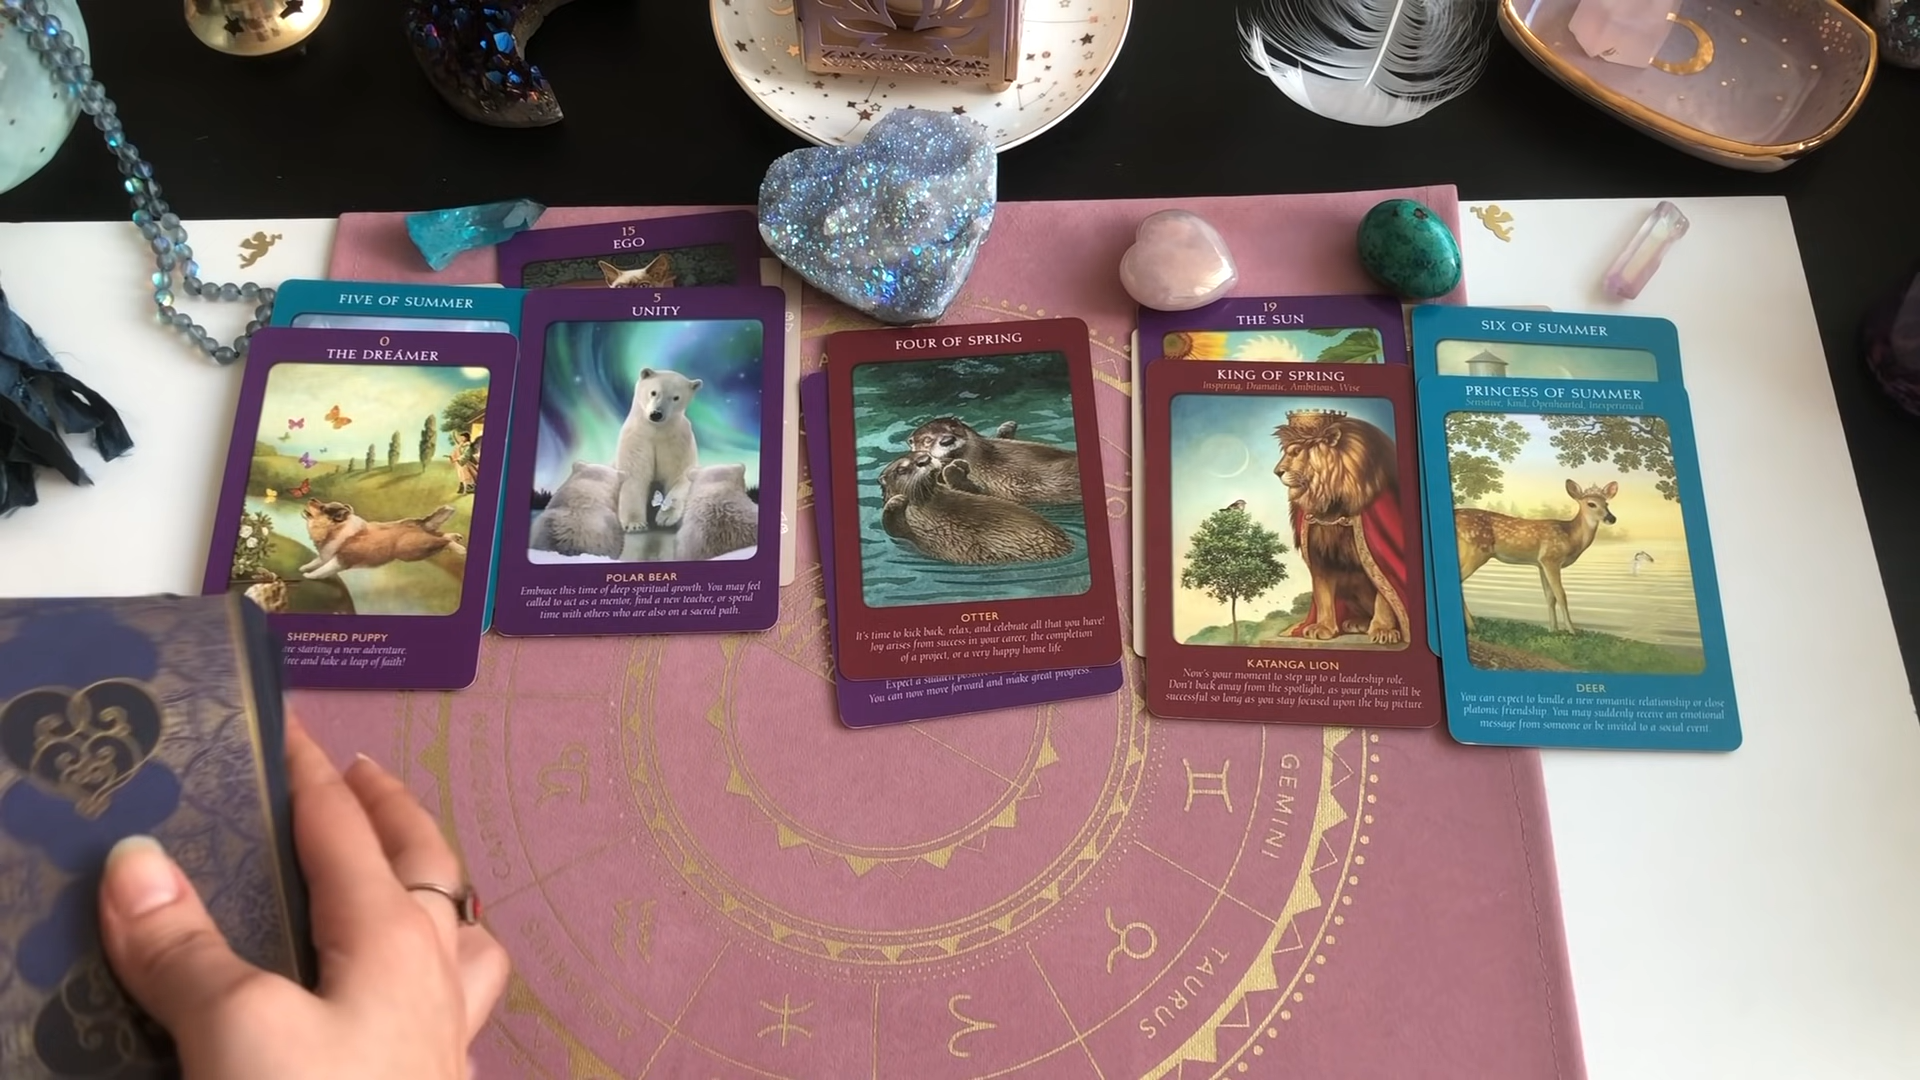 15
EGO
FIVE OF SUMMER
0
THE DREAMER
SHEPHERD PUPPY
are starting a new adventure.
free and take a leap of faith!
5
UNITY
POLAR BEAR
Embrace this time of deep spiritual growth. You may feel
called to act as a mentor, find a new teacher, or spend
time with others who are also on a sacred path.
FOUR OF SPRING
OTTER
It's time to kick back, relax, and celebrate all that you have!
Joy arises from success in your career, the completion
of a project, or a very happy home life.
Expect a sudden positive
You can now move forward and make great progress.
19
THE SUN
KING OF SPRING
Inspiring, Dramatic, Ambitious, Wise
KATANGA LION
Now's your moment to step up to a leadership role.
Don't back away from the spotlight, as your plans will be
successful so long as you stay focused upon the big picture.
SIX OF SUMMER
PRINCESS OF SUMMER
Sensitive, Kind, Openhearted, Inexperienced
DEER
You can expect to kindle a new romantic relationship or close
platonic friendship. You may suddenly receive an emotional
message from someone or be invited to a social event.
GEMINI
TAURUS
AQUARIUS
CAPRICORN